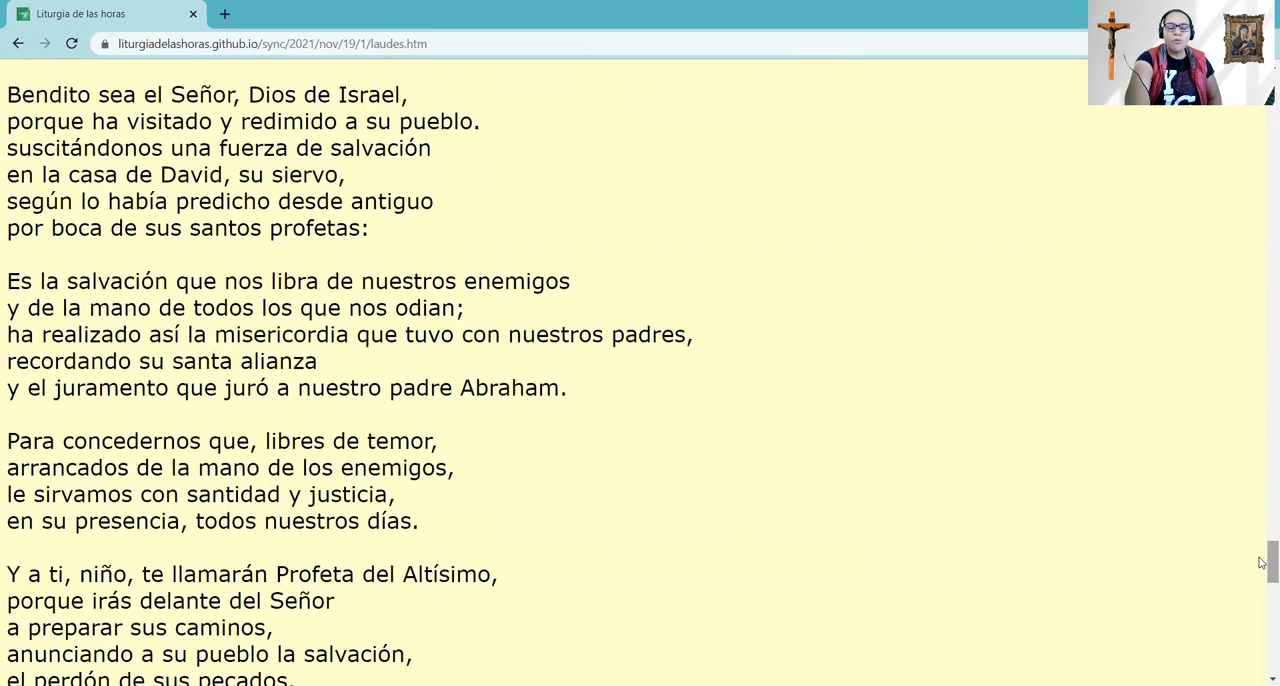 Liturgia de las horas
liturgiadelashoras.github.io/sync/2021/nov/19/1/laudes.htm
Bendito sea el Señor, Dios de Israel,
porque ha visitado y redimido a su pueblo.
suscitándonos una fuerza de salvación
en la casa de David, su siervo,
según lo había predicho desde antiguo
por boca de sus santos profetas:
Es la salvación que nos libra de nuestros enemigos
y de la mano de todos los que nos odian;
ha realizado así la misericordia que tuvo con nuestros padres,
recordando su santa alianza
y el juramento que juró a nuestro padre Abraham.
Para concedernos que, libres de temor,
arrancados de la mano de los enemigos,
le sirvamos con santidad y justicia,
en su presencia, todos nuestros días.
Y a ti, niño, te llamarán Profeta del Altísimo,
porque irás delante del Señor
a preparar sus caminos,
anunciando a su pueblo la salvación,
el perdón de sus pecados.